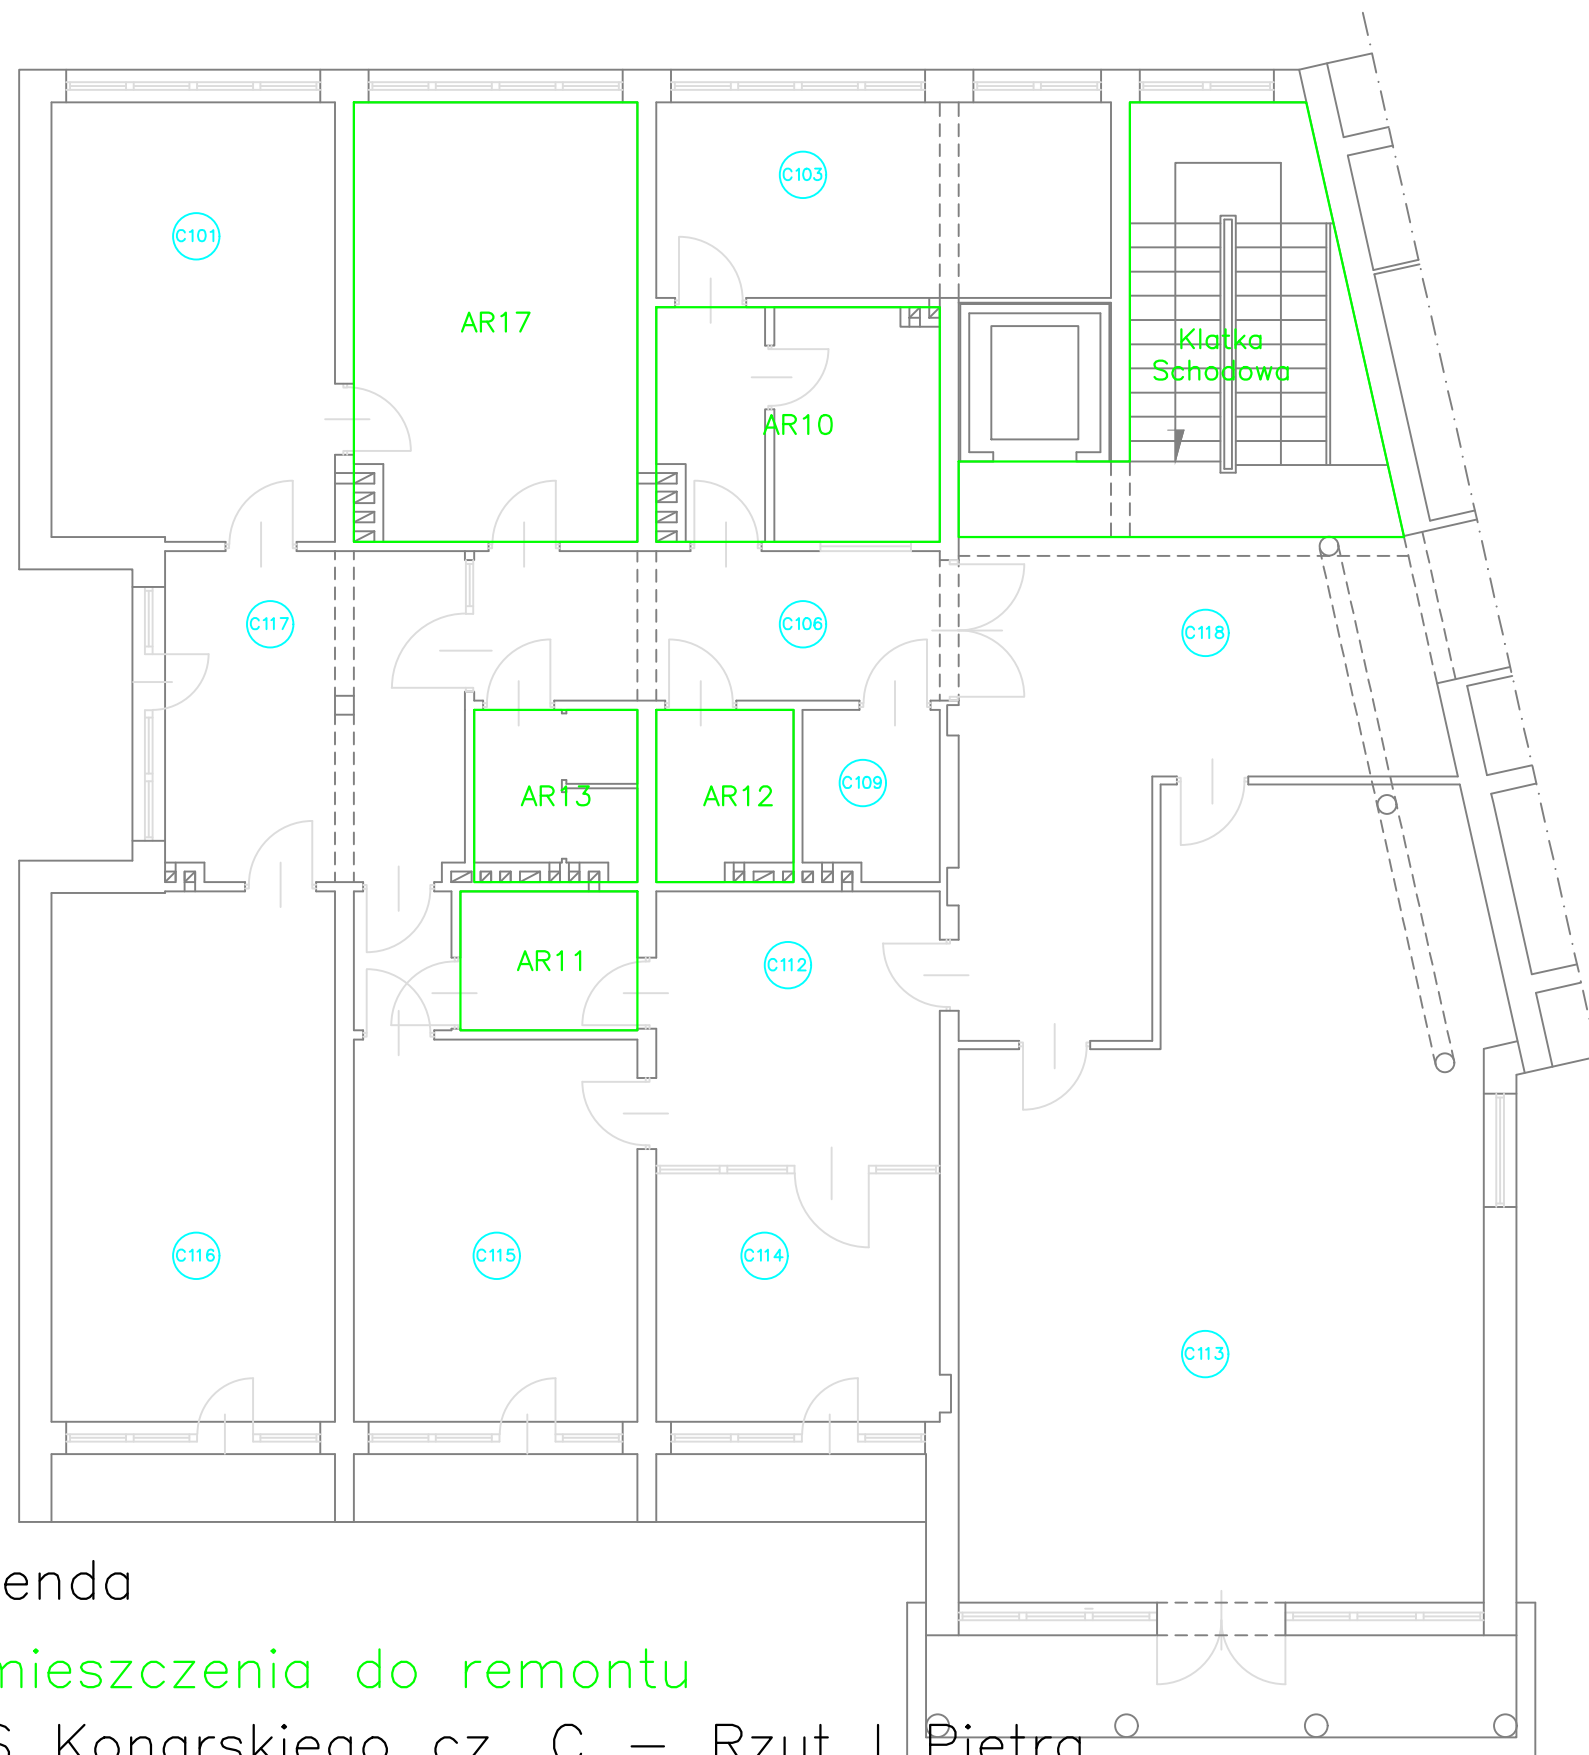 C103
C101
AR17
Klatka
Schodowa
AR10
C117
C106
C118
C109
AR13
AR12
AR11
C112
C116
C115
C114
C113
enda
mieszczenia do remontu
S Konarskiego cz. C – Rzut I Piętra